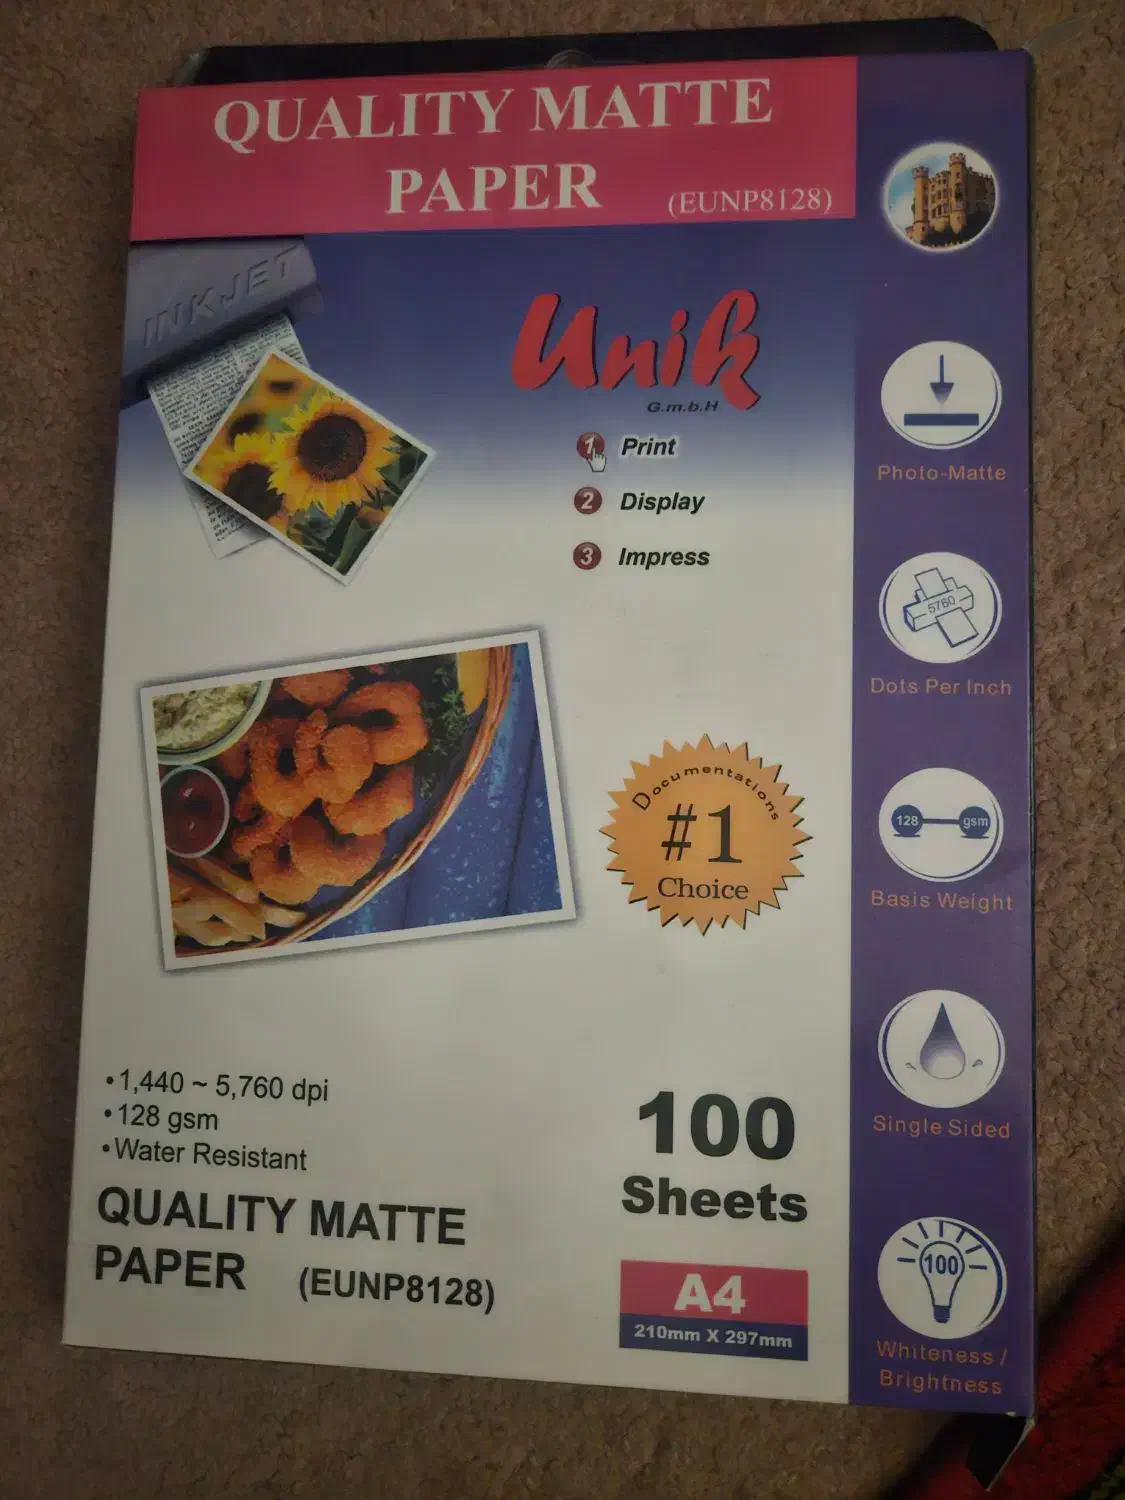 QUALITY MATTE
PAPER (EUNP8128)
INKJET
Unik
G.m.b.H
1 Print
2 Display
3 Impress
Documentations
#1
Choice
•1,440 ~ 5,760 dpi
•128 gsm
•Water Resistant
QUALITY MATTE
PAPER (EUNP8128)
100
Sheets
A4
210mm X 297mm
Photo-Matte
5760
Dots Per Inch
128 gsm
Basis Weight
Single Sided
100
Whiteness /
Brightness